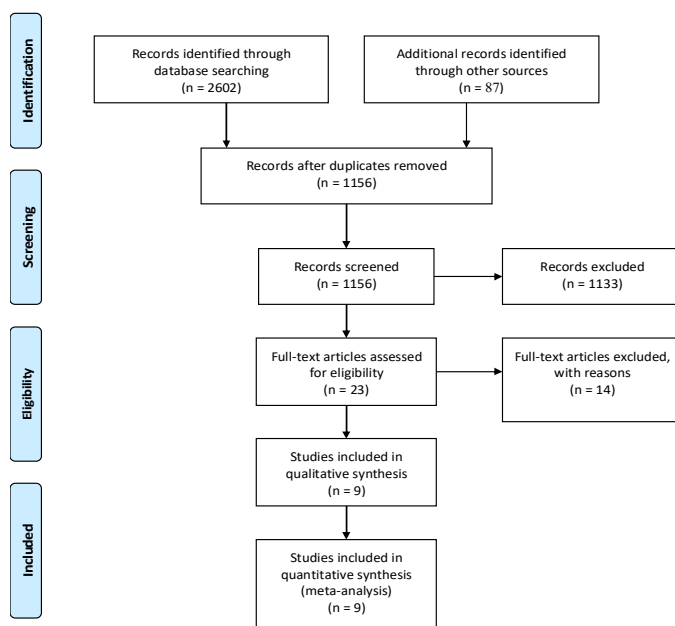 Identification
Records identified through
database searching
(n = 2602)
Additional records identified
through other sources
(n = 87)
Records after duplicates removed
(n = 1156)
Screening
Records screened
(n = 1156)
Records excluded
(n = 1133)
Eligibility
Full-text articles assessed
for eligibility
(n = 23)
Full-text articles excluded,
with reasons
(n = 14)
Studies included in
qualitative synthesis
(n = 9)
Included
Studies included in
quantitative synthesis
(meta-analysis)
(n = 9)